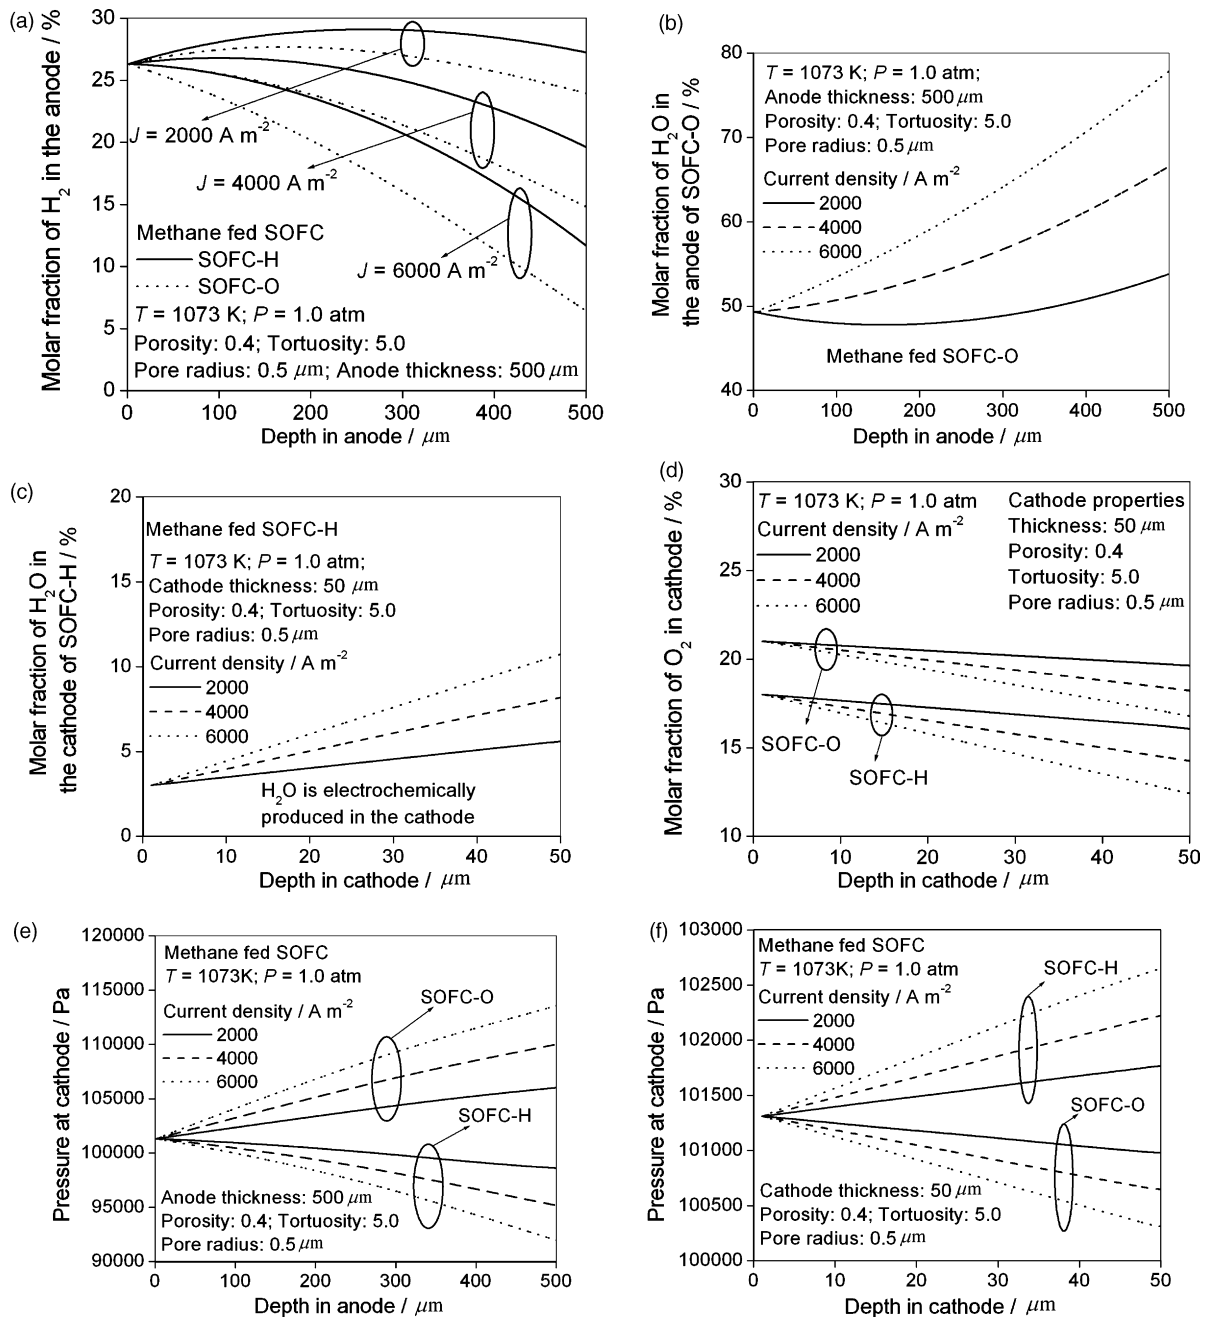 (a)
Molar fraction of H2 in the anode / %
30
25
20
15
10
5
0
J = 2000 A m-2
J = 4000 A m-2
J = 6000 A m-2
Methane fed SOFC
SOFC-H
SOFC-O
T = 1073 K; P = 1.0 atm
Porosity: 0.4; Tortuosity: 5.0
Pore radius: 0.5 μm; Anode thickness: 500 μm
0 100 200 300 400 500
Depth in anode / μm
(b)
Molar fraction of H2O in
the anode of SOFC-O / %
80
70
60
50
40
T = 1073 K; P = 1.0 atm;
Anode thickness: 500 μm
Porosity: 0.4; Tortuosity: 5.0
Pore radius: 0.5 μm
Current density / A m-2
2000
4000
6000
Methane fed SOFC-O
0 100 200 300 400 500
Depth in anode / μm
(c)
Molar fraction of H2O in
the cathode of SOFC-H / %
20
15
10
5
0
Methane fed SOFC-H
T = 1073 K; P = 1.0 atm;
Cathode thickness: 50 μm
Porosity: 0.4; Tortuosity: 5.0
Pore radius: 0.5 μm
Current density / A m-2
2000
4000
6000
H2O is electrochemically
produced in the cathode
0 10 20 30 40 50
Depth in cathode / μm
(d)
Molar fraction of O2 in cathode / %
30
25
20
15
10
T = 1073 K; P = 1.0 atm
Current density / A m-2
2000
4000
6000
Cathode properties
Thickness: 50 μm
Porosity: 0.4
Tortuosity: 5.0
Pore radius: 0.5 μm
SOFC-O
SOFC-H
0 10 20 30 40 50
Depth in cathode / μm
(e)
Pressure at cathode / Pa
120000
115000
110000
105000
100000
95000
90000
Methane fed SOFC
T = 1073K; P = 1.0 atm
Current density / A m-2
2000
4000
6000
SOFC-O
SOFC-H
Anode thickness: 500 μm
Porosity: 0.4; Tortuosity: 5.0
Pore radius: 0.5 μm
0 100 200 300 400 500
Depth in anode / μm
(f)
Pressure at cathode / Pa
103000
102500
102000
101500
101000
100500
100000
Methane fed SOFC
T = 1073K; P = 1.0 atm
Current density / A m-2
2000
4000
6000
SOFC-H
SOFC-O
Cathode thickness: 50 μm
Porosity: 0.4; Tortuosity: 5.0
Pore radius: 0.5 μm
0 10 20 30 40 50
Depth in cathode / μm